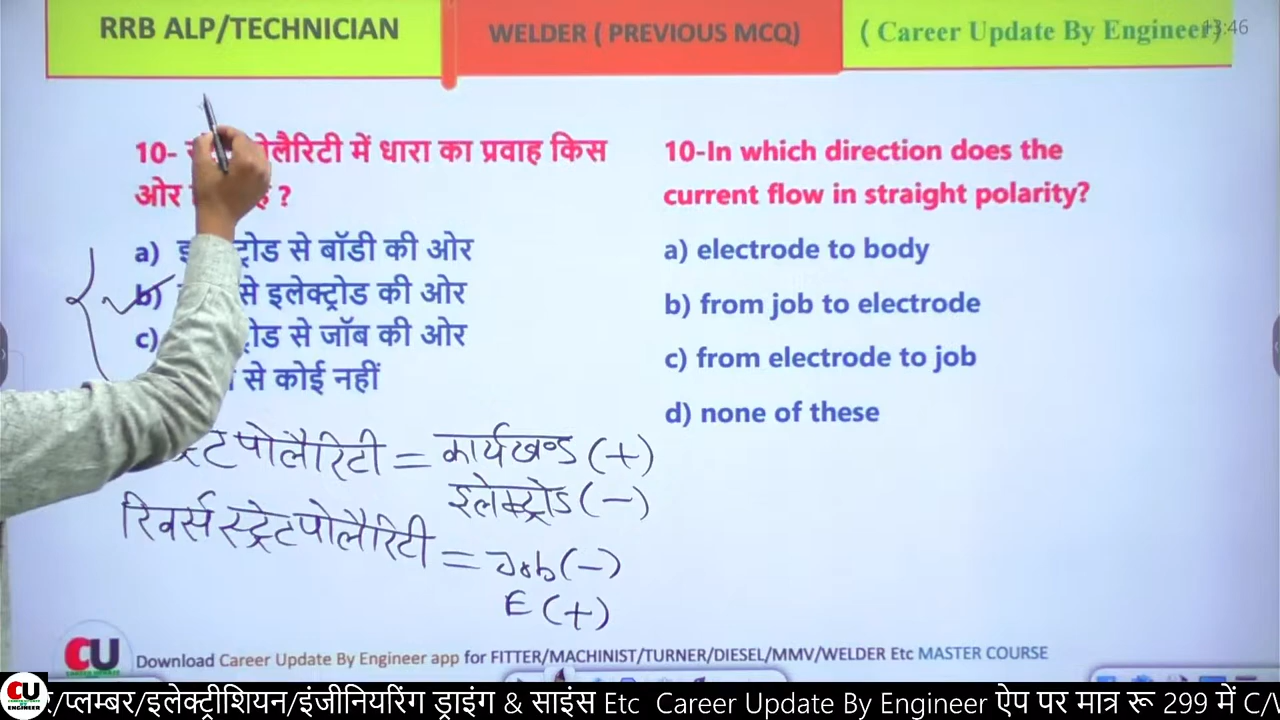 RRB ALP/TECHNICIAN
WELDER ( PREVIOUS MCQ)
( Career Update By Engineer)
13:46
10- पोलैरिटी में धारा का प्रवाह किस
ओर ?
a) से बॉडी की ओर
b) से इलेक्ट्रोड की ओर
c) से जॉब की ओर
से कोई नहीं
10-In which direction does the
current flow in straight polarity?
a) electrode to body
b) from job to electrode
c) from electrode to job
d) none of these
पोलैरिटी = कार्यखण्ड (+)
इलेक्ट्रोड (-)
रिवर्स स्ट्रेट पोलैरिटी = Job (-)
E (+)
CU
Download Career Update By Engineer app for FITTER/MACHINIST/TURNER/DIESEL/MMV/WELDER Etc MASTER COURSE
CU
/प्लम्बर/इलेक्ट्रीशियन/इंजीनियरिंग ड्राइंग & साइंस Etc Career Update By Engineer ऐप पर मात्र रू 299 में